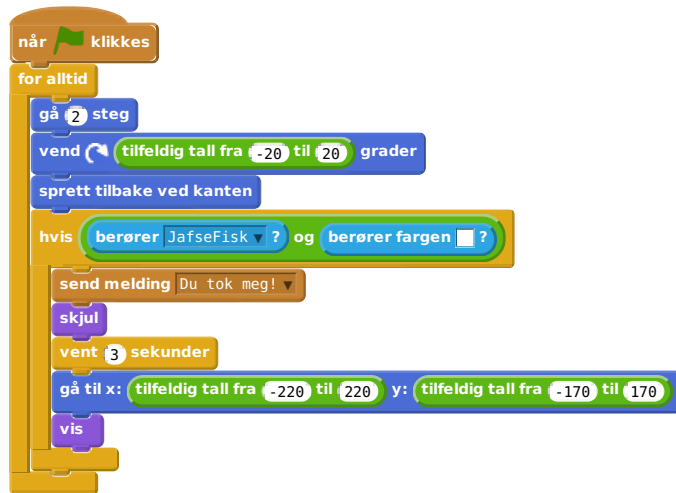 når klikkes
for alltid
gå 2 steg
vend tilfeldig tall fra -20 til 20 grader
sprett tilbake ved kanten
hvis berører JafseFisk ? og berører fargen ?
send melding Du tok meg!
skjul
vent 3 sekunder
gå til x: tilfeldig tall fra -220 til 220 y: tilfeldig tall fra -170 til 170
vis